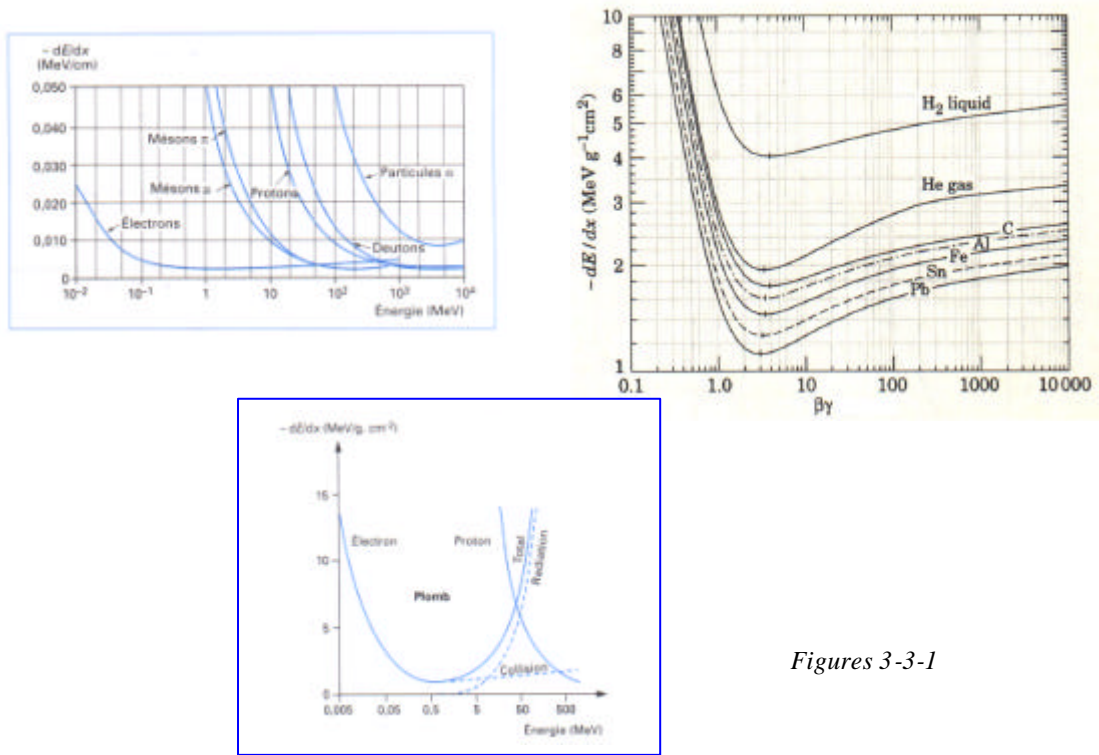 − dE/dx
(MeV/cm)
0,050
0,040
0,030
0,020
0,010
0
Mésons π
Mésons μ
Protons
Particules α
Électrons
Deutons
10⁻² 10⁻¹ 1 10 10² 10³ 10⁴
Énergie (MeV)
− dE/dx (MeV g⁻¹cm²)
10
8
6
5
4
3
2
1
H₂ liquid
He gas
C
Al
Fe
Sn
Pb
0.1 1.0 10 100 1000 10 000
βγ
− dE/dx (MeV/g. cm⁻²)
15
10
5
0
Électron
Proton
Total
Radiation
Plomb
Collision
0,005 0,05 0,5 5 50 500
Énergie (MeV)
Figures 3-3-1